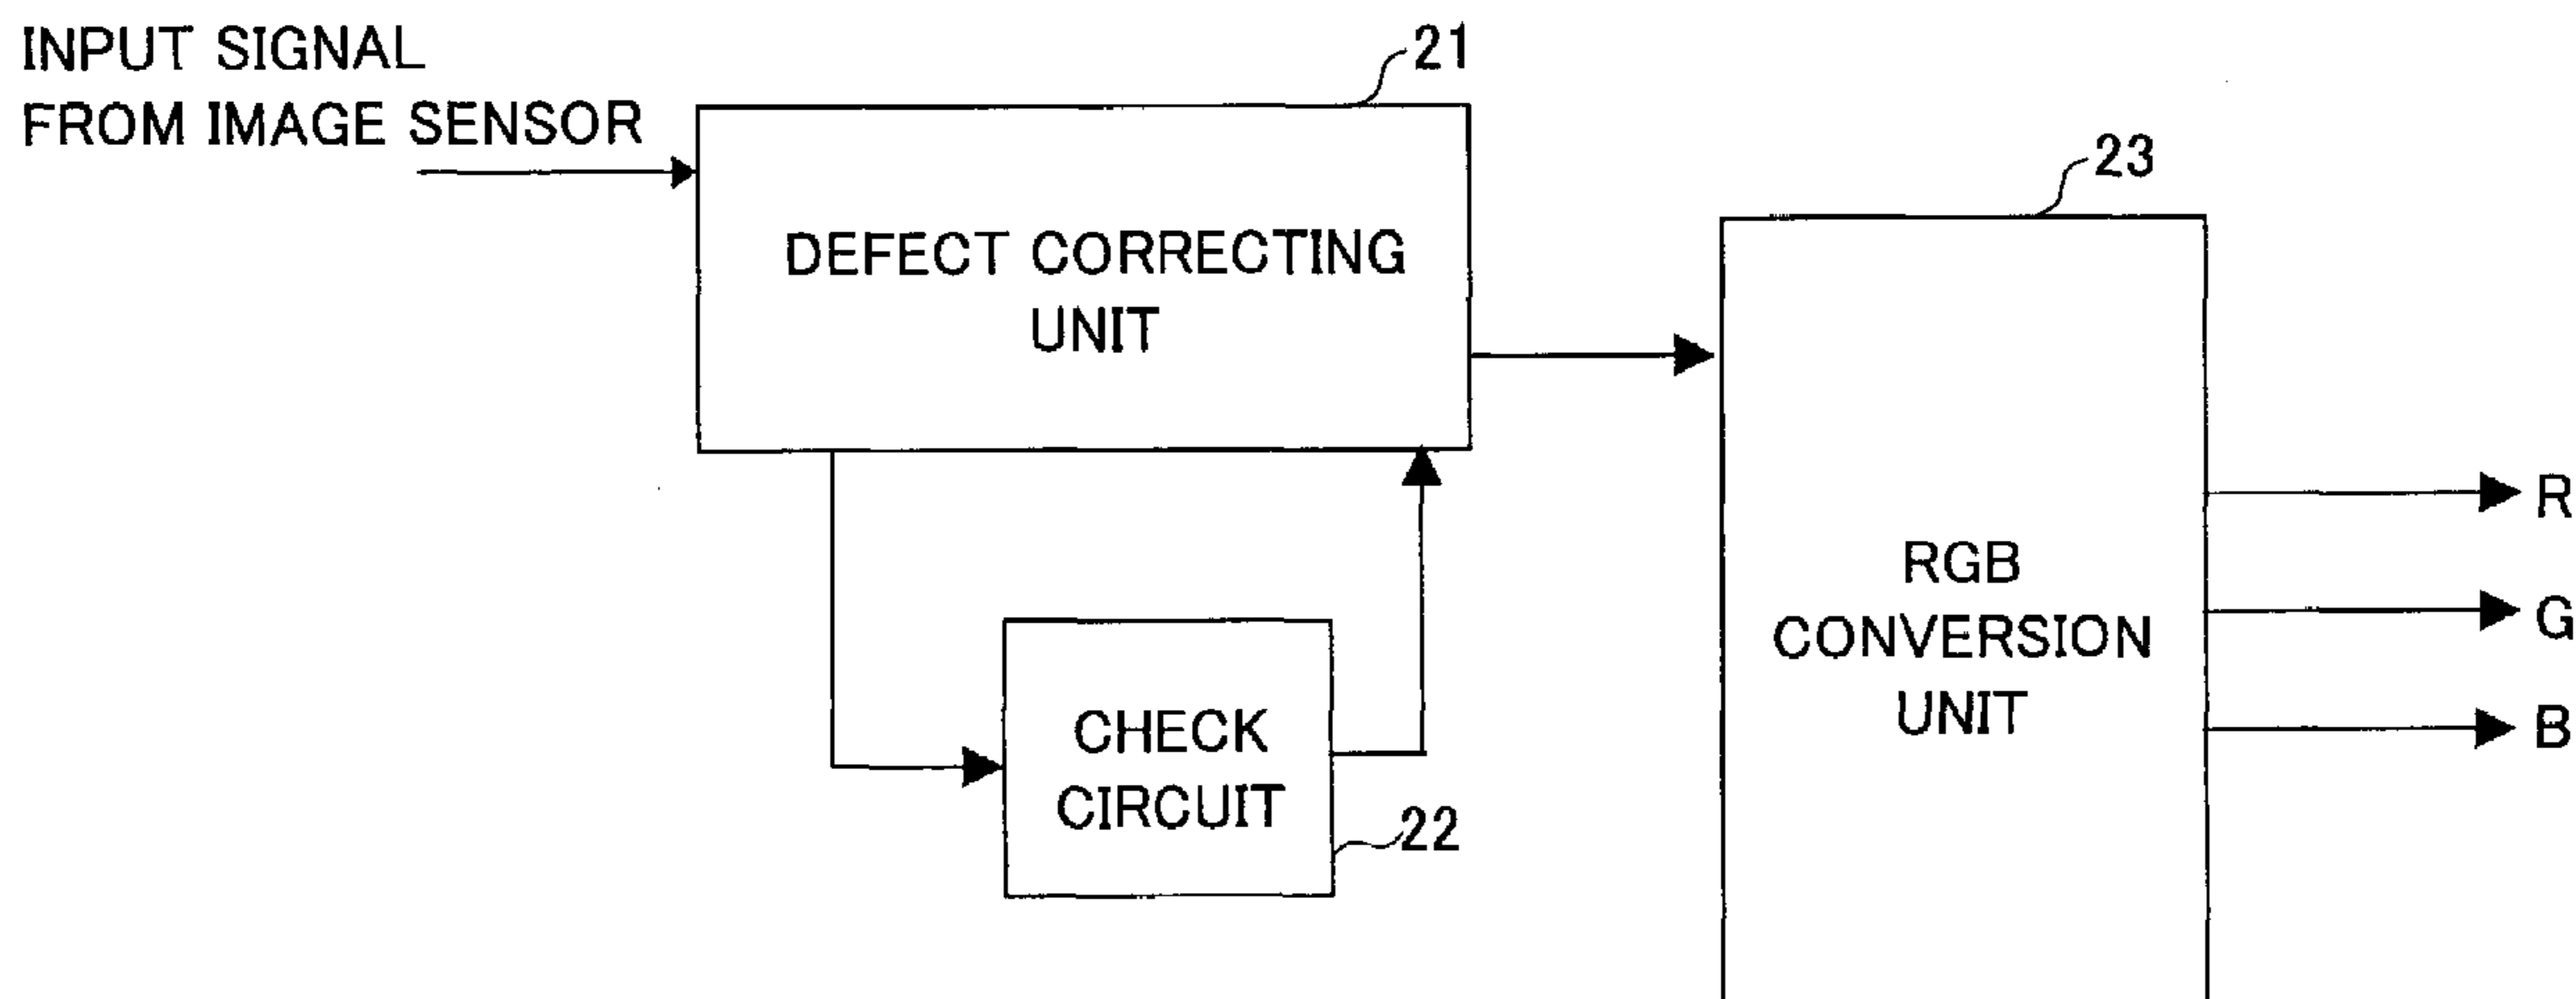 INPUT SIGNAL
FROM IMAGE SENSOR
21
DEFECT CORRECTING
UNIT
23
RGB
CONVERSION
UNIT
R
G
B
CHECK
CIRCUIT
22